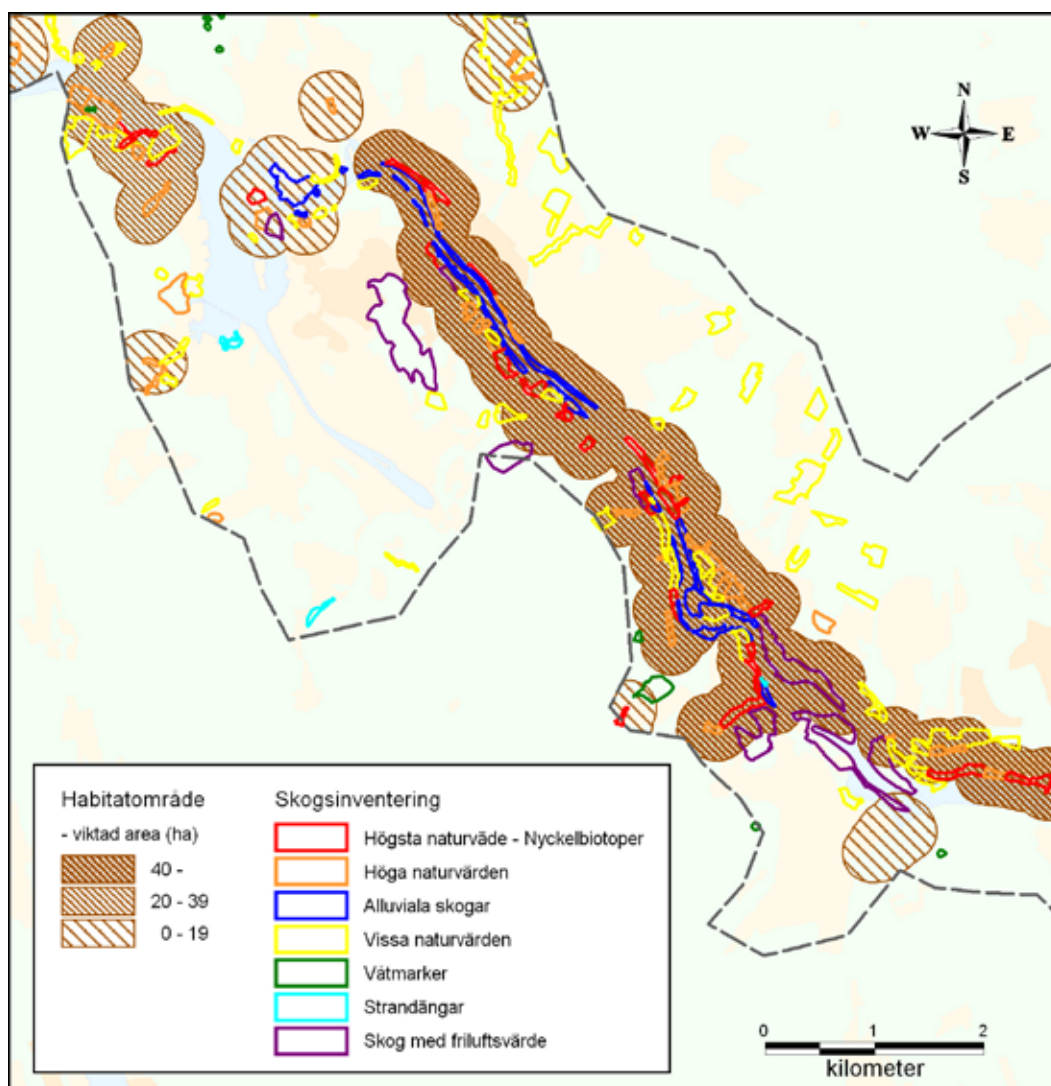 N
W E
S
Habitatområde
- viktad area (ha)
40 -
20 - 39
0 - 19
Skogsinventering
Högsta naturväde - Nyckelbiotoper
Höga naturvärden
Alluviala skogar
Vissa naturvärden
Våtmarker
Strandängar
Skog med friluftsvärde
0 1 2
kilometer